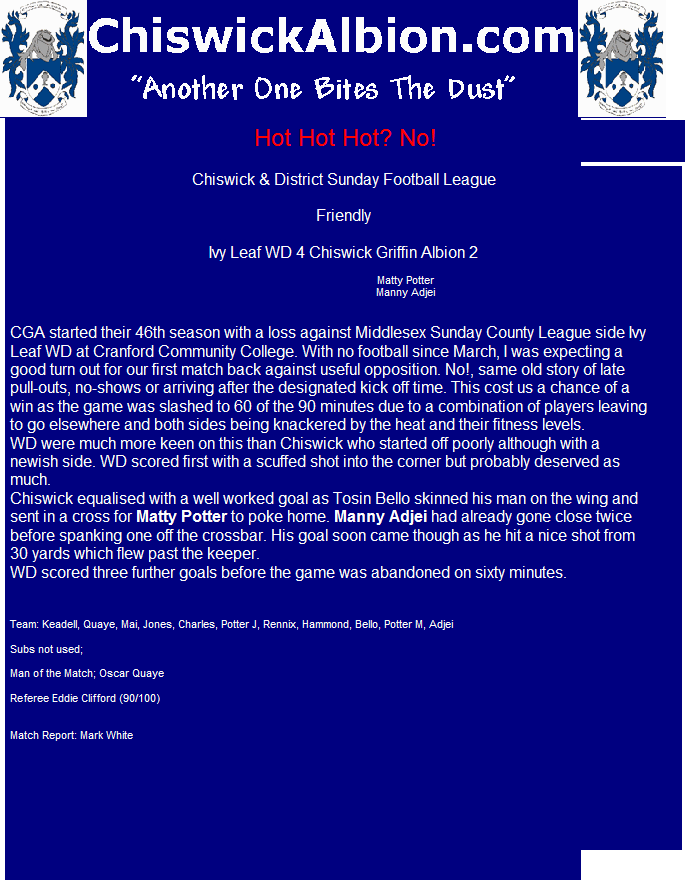 ChiswickAlbion.com
"Another One Bites The Dust"
Hot Hot Hot? No!
Chiswick & District Sunday Football League
Friendly
Ivy Leaf WD 4 Chiswick Griffin Albion 2
Matty Potter
Manny Adjei
CGA started their 46th season with a loss against Middlesex Sunday County League side Ivy
Leaf WD at Cranford Community College. With no football since March, I was expecting a
good turn out for our first match back against useful opposition. No!, same old story of late
pull-outs, no-shows or arriving after the designated kick off time. This cost us a chance of a
win as the game was slashed to 60 of the 90 minutes due to a combination of players leaving
to go elsewhere and both sides being knackered by the heat and their fitness levels.
WD were much more keen on this than Chiswick who started off poorly although with a
newish side. WD scored first with a scuffed shot into the corner but probably deserved as
much.
Chiswick equalised with a well worked goal as Tosin Bello skinned his man on the wing and
sent in a cross for Matty Potter to poke home. Manny Adjei had already gone close twice
before spanking one off the crossbar. His goal soon came though as he hit a nice shot from
30 yards which flew past the keeper.
WD scored three further goals before the game was abandoned on sixty minutes.
Team: Keadell, Quaye, Mai, Jones, Charles, Potter J, Rennix, Hammond, Bello, Potter M, Adjei
Subs not used;
Man of the Match; Oscar Quaye
Referee Eddie Clifford (90/100)
Match Report: Mark White